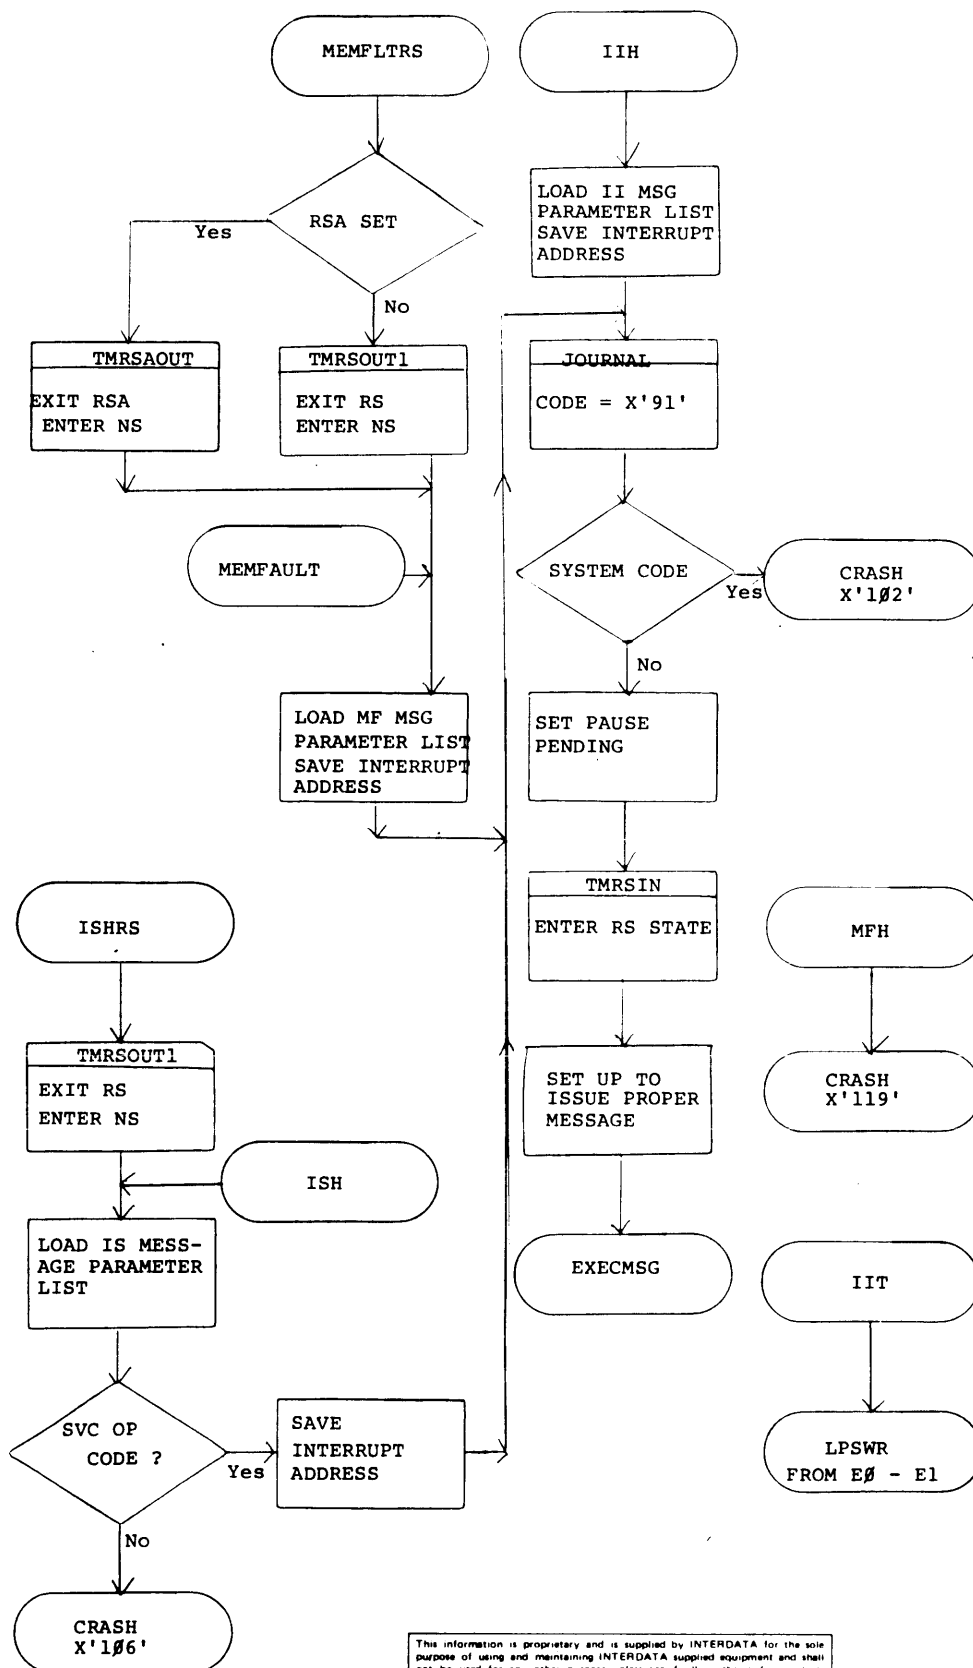 MEMFLTRS
IIH
RSA SET
Yes
No
LOAD II MSG
PARAMETER LIST
SAVE INTERRUPT
ADDRESS
TMRSAOUT
EXIT RSA
ENTER NS
TMRSOUT1
EXIT RS
ENTER NS
JOURNAL
CODE = X'91'
MEMFAULT
SYSTEM CODE
Yes
No
CRASH
X'1Ø2'
LOAD MF MSG
PARAMETER LIST
SAVE INTERRUPT
ADDRESS
SET PAUSE
PENDING
TMRSIN
ENTER RS STATE
ISHRS
MFH
TMRSOUT1
EXIT RS
ENTER NS
SET UP TO
ISSUE PROPER
MESSAGE
CRASH
X'119'
ISH
LOAD IS MESS-
AGE PARAMETER
LIST
EXECMSG
IIT
SVC OP
CODE ?
Yes
No
SAVE
INTERRUPT
ADDRESS
LPSWR
FROM EØ - E1
CRASH
X'1Ø6'
This information is proprietary and is supplied by INTERDATA for the sole
purpose of using and maintaining INTERDATA supplied equipment and shall